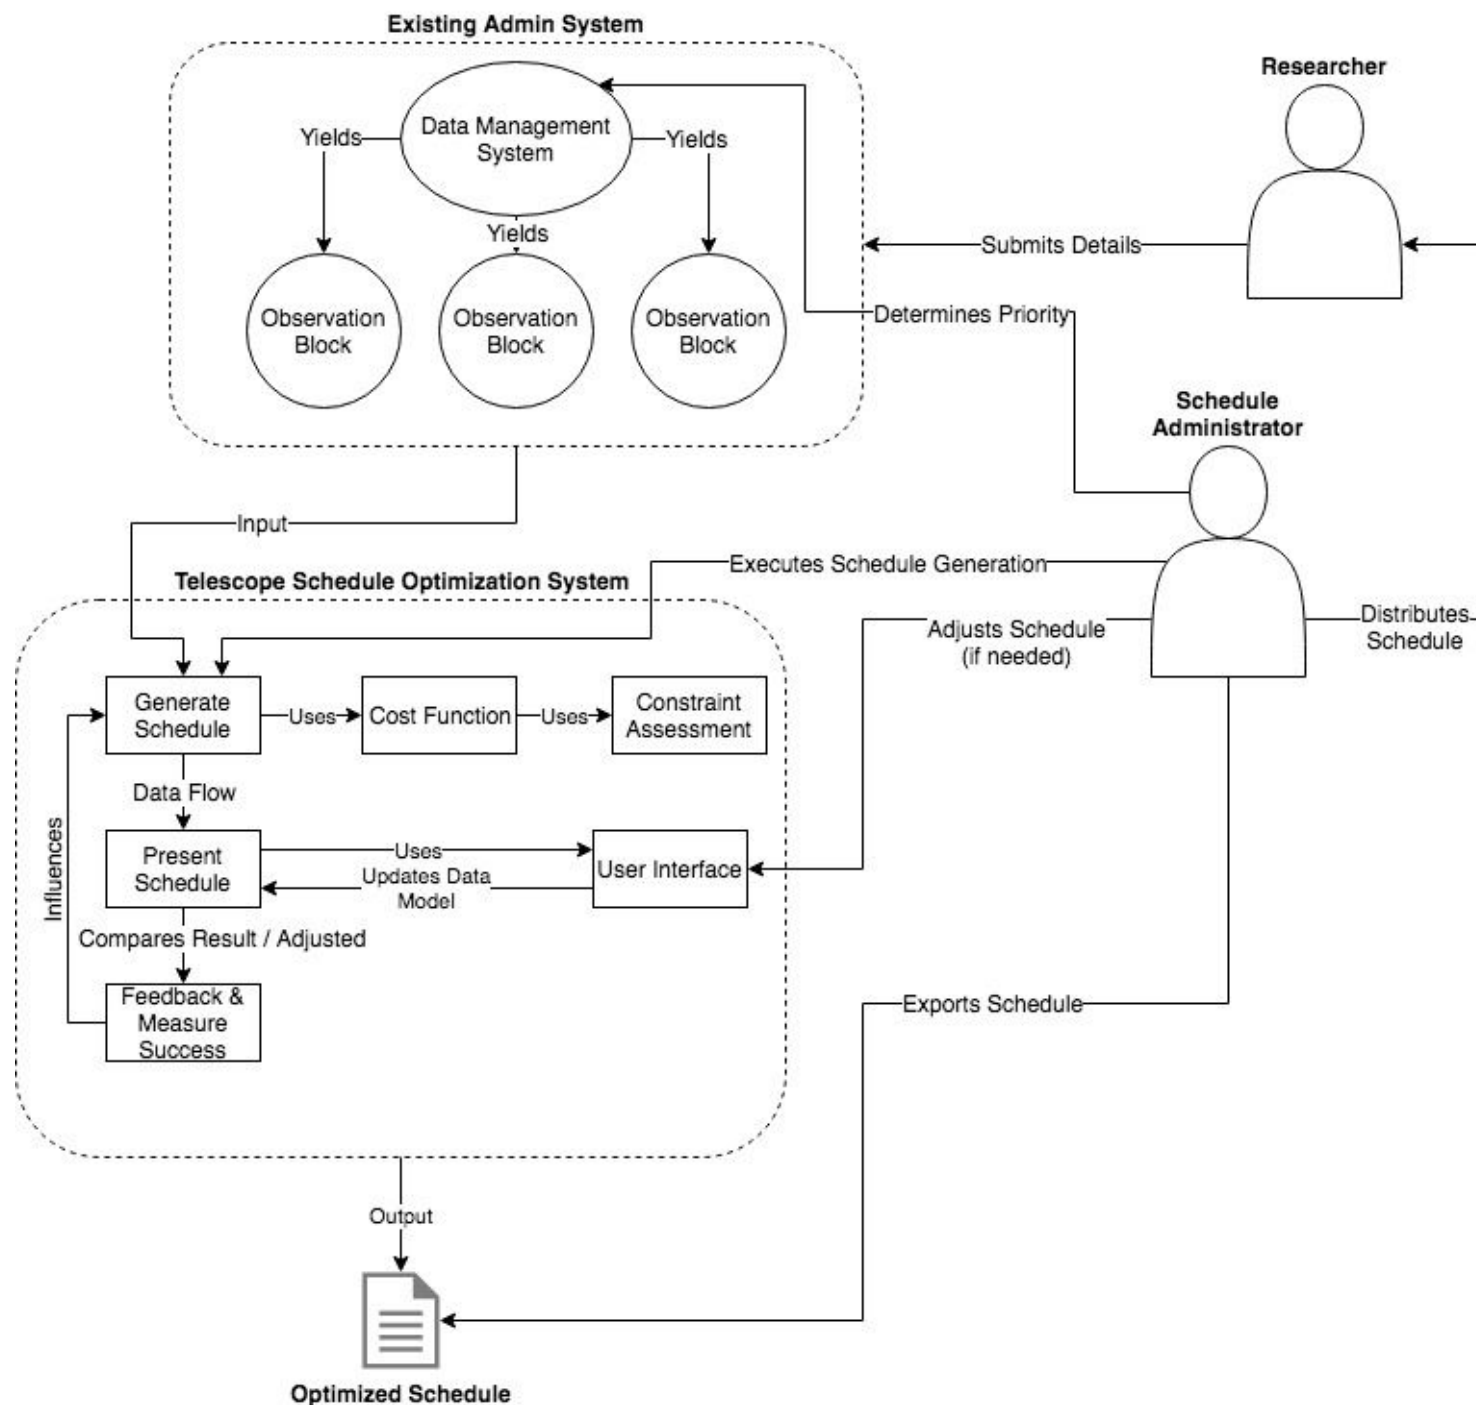 Existing Admin System
Researcher
Data Management
System
Yields
Yields
Yields
Observation
Block
Observation
Block
Observation
Block
Submits Details
Determines Priority
Schedule
Administrator
Input
Executes Schedule Generation
Telescope Schedule Optimization System
Adjusts Schedule
(if needed)
Distributes
Schedule
Generate
Schedule
Uses
Cost Function
Uses
Constraint
Assessment
Data Flow
Influences
Present
Schedule
Uses
Updates Data
Model
User Interface
Compares Result / Adjusted
Feedback &
Measure
Success
Exports Schedule
Output
Optimized Schedule